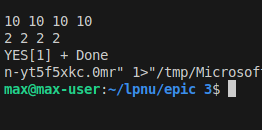 10 10 10 10
2 2 2 2
YES[1] + Done
n-yt5f5xkc.0mr" 1>"/tmp/Microsof
max@max-user:~/lpnu/epic 3$